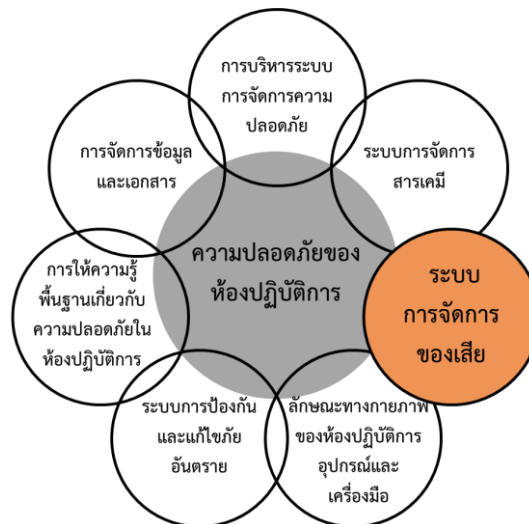 การบริหารระบบ
การจัดการความ
ปลอดภัย
ระบบการจัดการ
สารเคมี
ระบบ
การจัดการ
ของเสีย
ลักษณะทางกายภาพ
ของห้องปฏิบัติการ
อุปกรณ์และ
เครื่องมือ
ระบบการป้องกัน
และแก้ไขภัย
อันตราย
การให้ความรู้
พื้นฐานเกี่ยวกับ
ความปลอดภัยใน
ห้องปฏิบัติการ
การจัดการข้อมูล
และเอกสาร
ความปลอดภัยของ
ห้องปฏิบัติการ